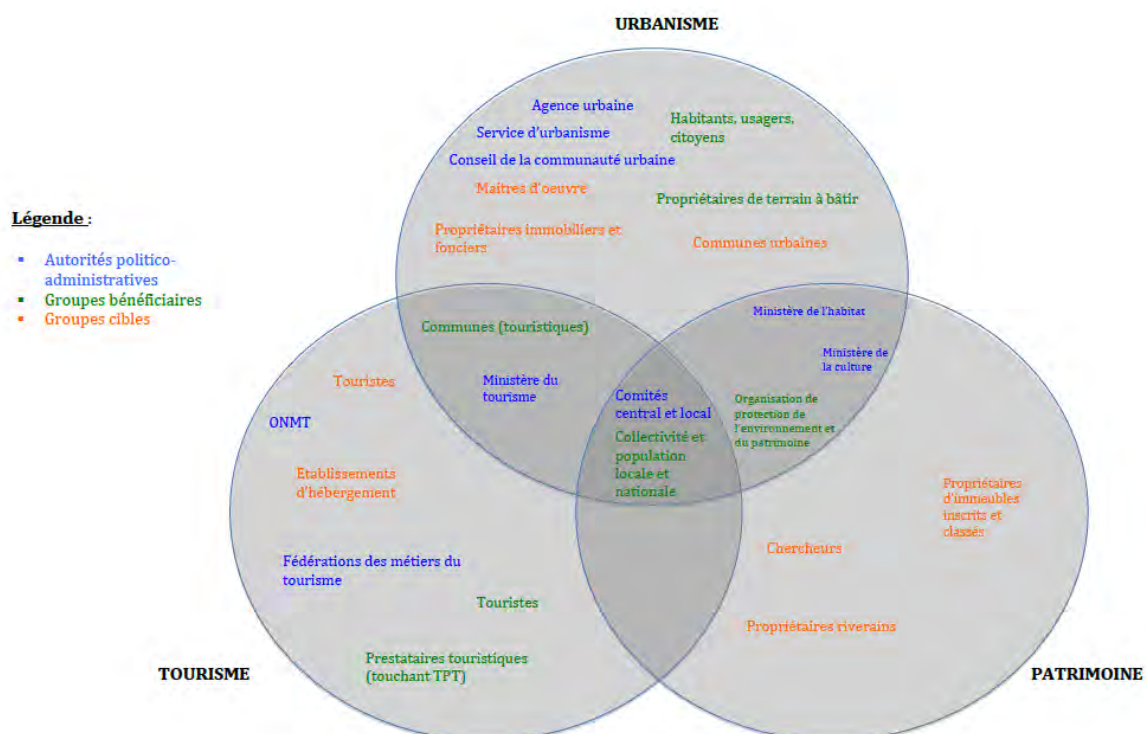 URBANISME
Agence urbaine
Service d'urbanisme
Conseil de la communauté urbaine
Habitants, usagers,
citoyens
Maîtres d'oeuvre
Propriétaires de terrain à bâtir
Propriétaires immobiliers et
fonciers
Communes urbaines
Légende :
Autorités politico-
administratives
Groupes bénéficiaires
Groupes cibles
Communes (touristiques)
Ministère du
tourisme
Ministère de l'habitat
Ministère de
la culture
Comités
central et local
Collectivité et
population
locale et
nationale
Organisation de
protection de
l'environnement et
du patrimoine
Touristes
ONMT
Etablissements
d'hébergement
Fédérations des métiers du
tourisme
Touristes
Prestataires touristiques
(touchant TPT)
Propriétaires
d'immeubles
inscrits et
classés
Chercheurs
Propriétaires riverains
TOURISME
PATRIMOINE